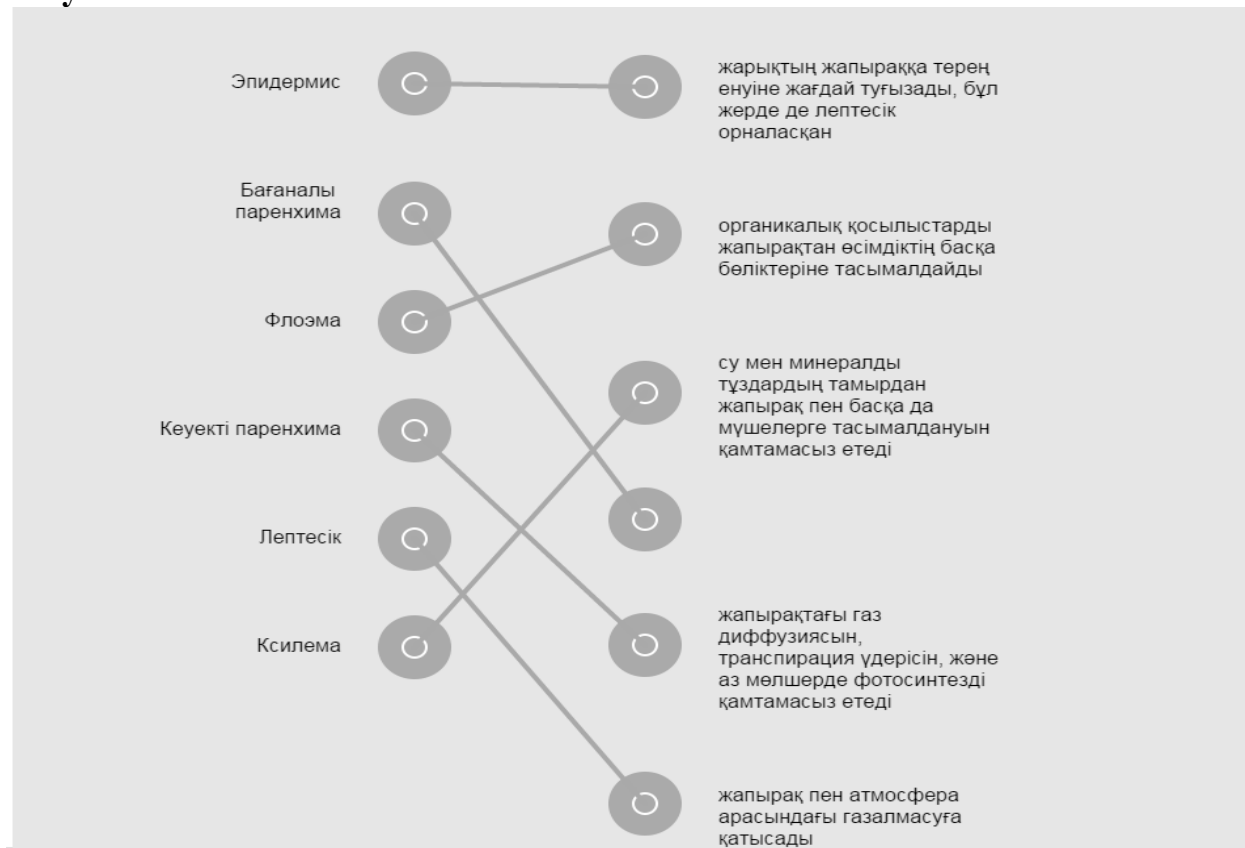 Эпидермис
жарықтың жапыраққа терең
енуіне жағдай туғызады, бұл
жерде де лептесік
орналасқан
Бағаналы
паренхима
органикалық қосылыстарды
жапырақтан өсімдіктің басқа
бөліктеріне тасымалдайды
Флоэма
су мен минералды
тұздардың тамырдан
жапырақ пен басқа да
мүшелерге тасымалдануын
қамтамасыз етеді
Кеуекті паренхима
Лептесік
Ксилема
жапырақтағы газ
диффузиясын,
транспирация үдерісін, және
аз мөлшерде фотосинтезді
қамтамасыз етеді
жапырақ пен атмосфера
арасындағы газалмасуға
қатысады